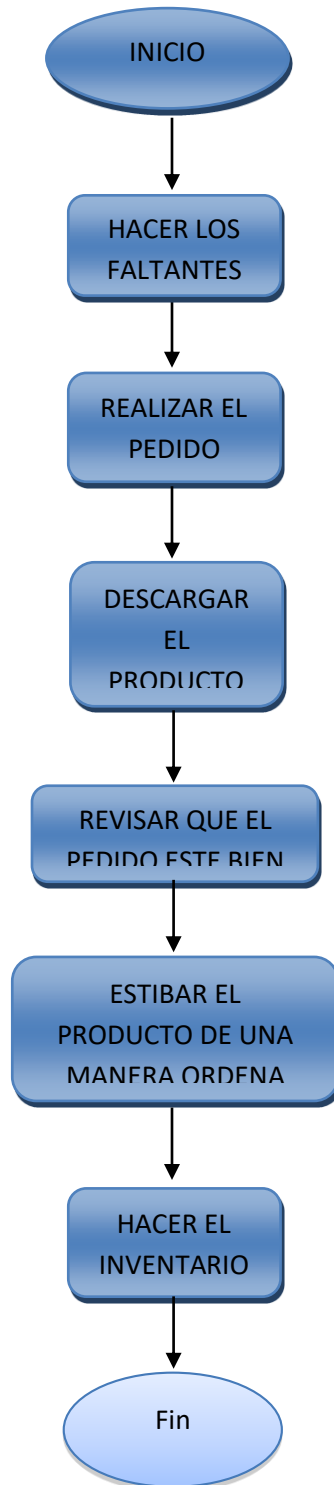 INICIO
HACER LOS
FALTANTES
REALIZAR EL
PEDIDO
DESCARGAR
EL
PRODUCTO
REVISAR QUE EL
PEDIDO ESTE BIEN
ESTIBAR EL
PRODUCTO DE UNA
MANERA ORDENA
HACER EL
INVENTARIO
Fin